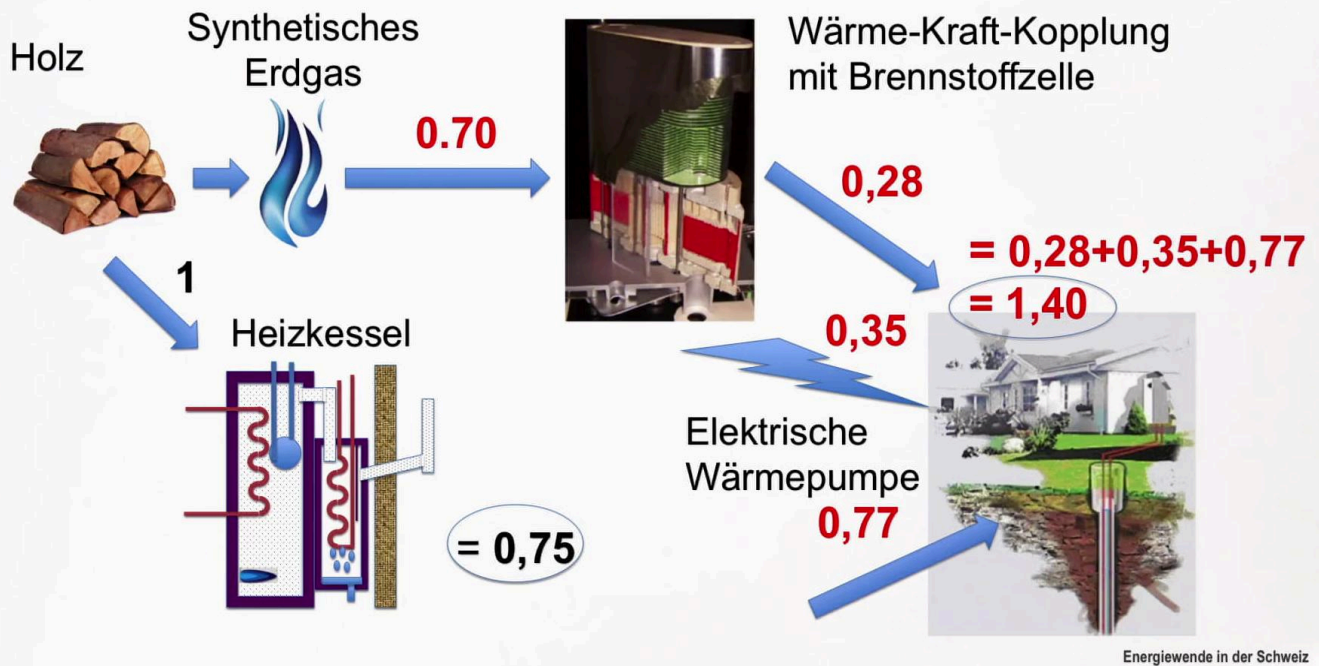 Holz
Synthetisches
Erdgas
0.70
Wärme-Kraft-Kopplung
mit Brennstoffzelle
0,28
= 0,28+0,35+0,77
= 1,40
1
Heizkessel
= 0,75
0,35
Elektrische
Wärmepumpe
0,77
Energiewende in der Schweiz